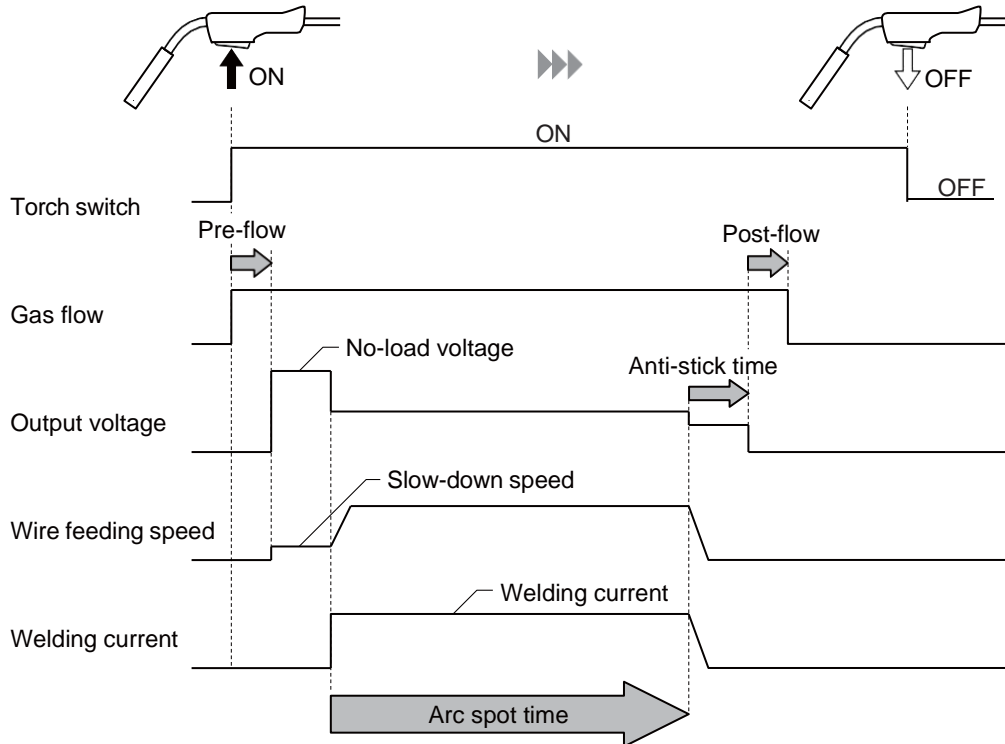 ON
OFF
ON
OFF
Torch switch
Pre-flow
Post-flow
Gas flow
No-load voltage
Anti-stick time
Output voltage
Slow-down speed
Wire feeding speed
Welding current
Welding current
Arc spot time